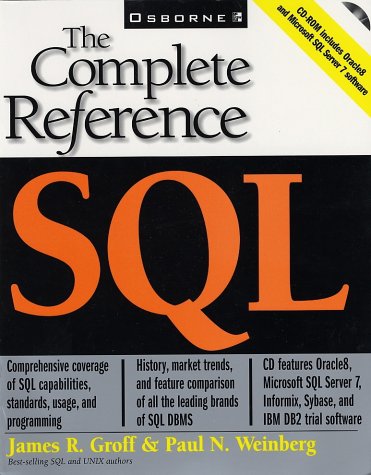 OSBORNE
CD-ROM Includes Oracle8
and Microsoft SQL Server 7 software
The
Complete
Reference
SQL
Comprehensive coverage
of SQL capabilities,
standards, usage, and
programming
History, market trends,
and feature comparison
of all the leading brands
of SQL DBMS
CD features Oracle8,
Microsoft SQL Server 7,
Informix, Sybase, and
IBM DB2 trial software
James R. Groff & Paul N. Weinberg
Best-selling SQL and UNIX authors